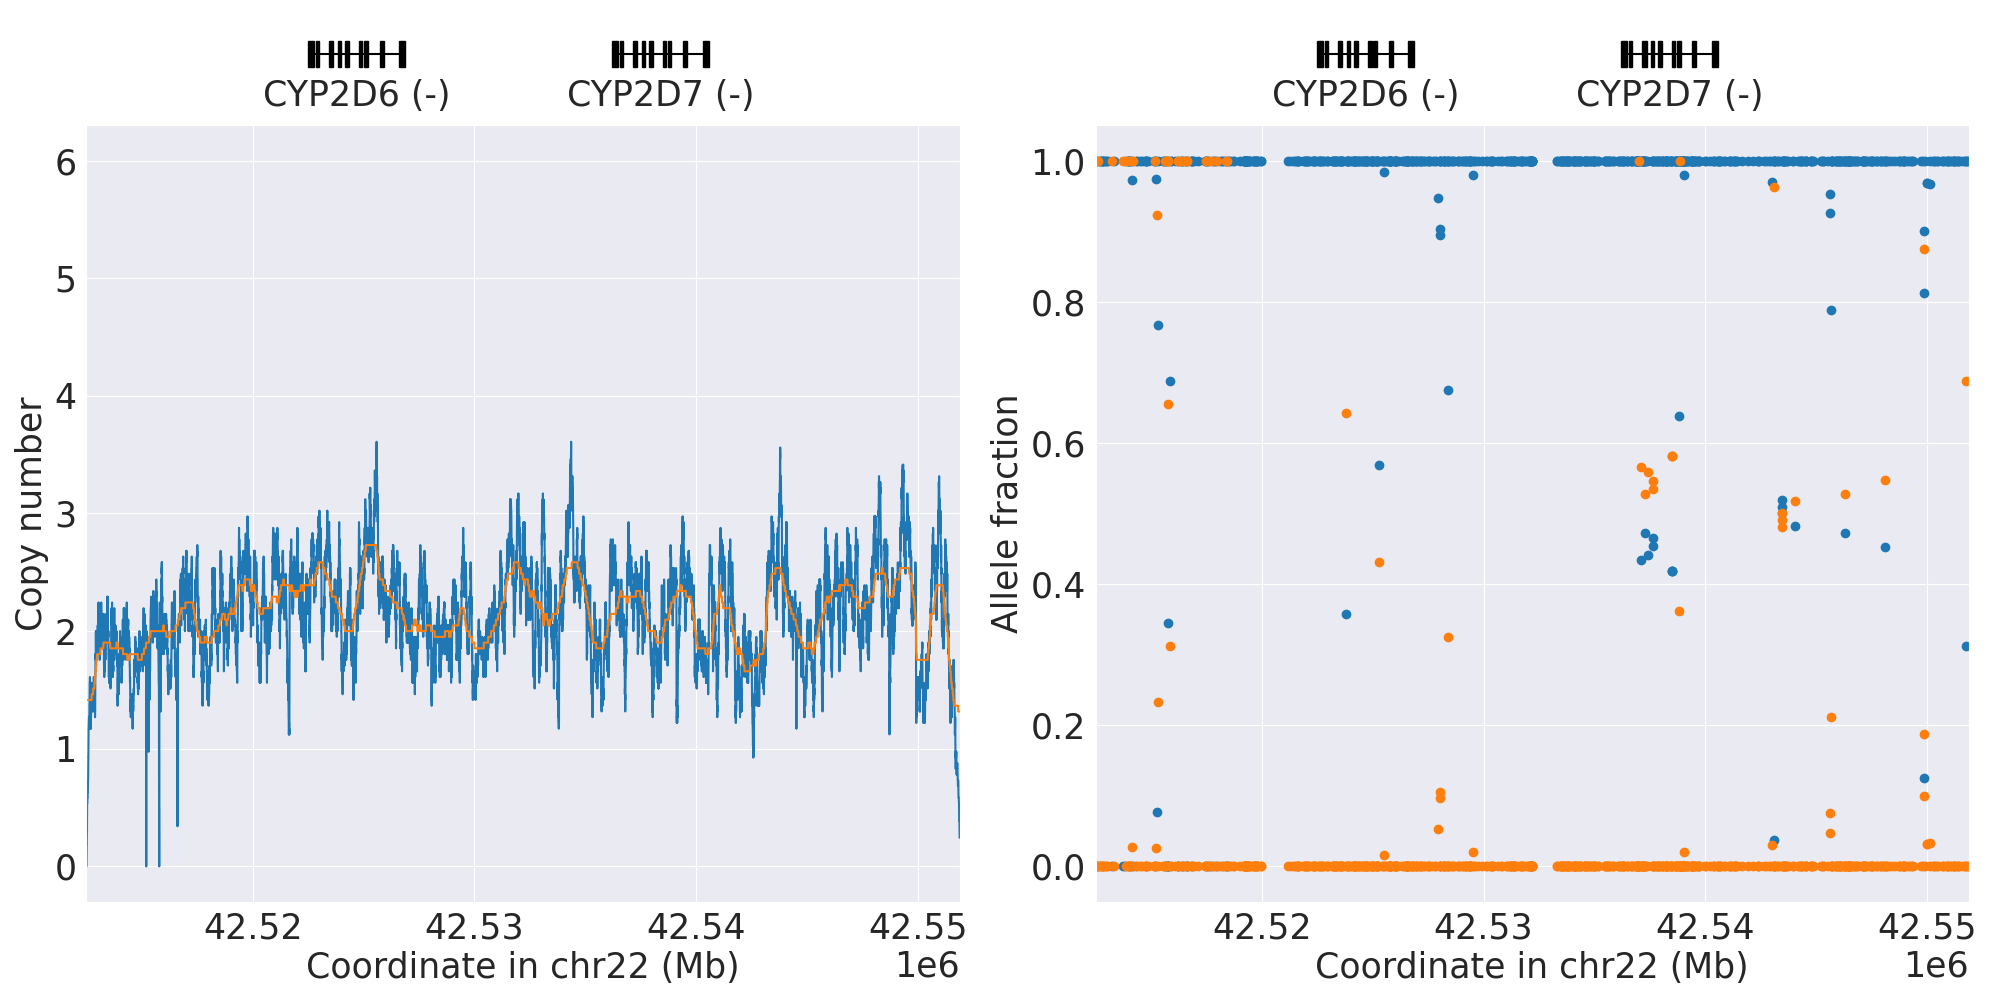 CYP2D6 (-)
CYP2D7 (-)
6
5
4
3
2
1
0
Copy number
42.52
42.53
42.54
42.55
1e6
Coordinate in chr22 (Mb)
CYP2D6 (-)
CYP2D7 (-)
1.0
0.8
0.6
0.4
0.2
0.0
Allele fraction
42.52
42.53
42.54
42.55
1e6
Coordinate in chr22 (Mb)